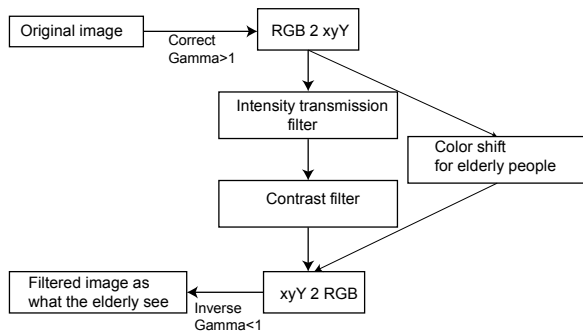 Original image
Correct
Gamma>1
RGB 2 xyY
Intensity transmission
filter
Color shift
for elderly people
Contrast filter
xyY 2 RGB
Inverse
Gamma<1
Filtered image as
what the elderly see